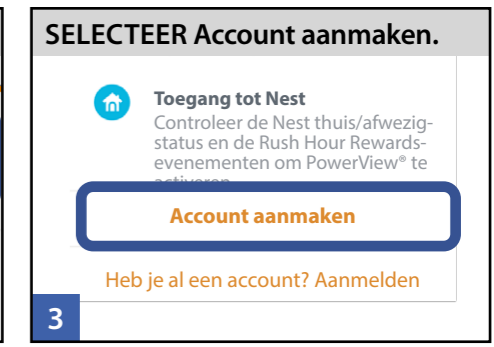 SELECTEER Account aanmaken.
Toegang tot Nest
Controleer de Nest thuis/afwezig-
status en de Rush Hour Rewards-
evenementen om PowerView® te
activeren
Account aanmaken
Heb je al een account? Aanmelden
3